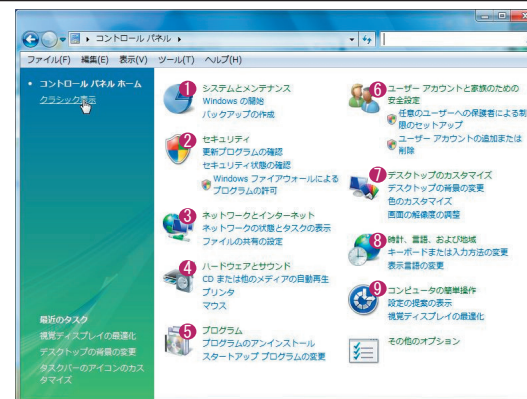 コントロール パネル
ファイル(F) 編集(E) 表示(V) ツール(T) ヘルプ(H)
コントロール パネル ホーム
クラシック表示
最近のタスク
視覚ディスプレイの最適化
デスクトップの背景の変更
タスクバーのアイコンのカス
タマイズ
1 システムとメンテナンス
Windows の開始
バックアップの作成
2 セキュリティ
更新プログラムの確認
セキュリティ状態の確認
Windows ファイアウォールによる
プログラムの許可
3 ネットワークとインターネット
ネットワークの状態とタスクの表示
ファイルの共有の設定
4 ハードウェアとサウンド
CD または他のメディアの自動再生
プリンタ
マウス
5 プログラム
プログラムのアンインストール
スタートアップ プログラムの変更
6 ユーザー アカウントと家族のための
安全設定
任意のユーザーへの保護者による制
限のセットアップ
ユーザー アカウントの追加または
削除
7 デスクトップのカスタマイズ
デスクトップの背景の変更
色のカスタマイズ
画面の解像度の調整
8 時計、言語、および地域
キーボードまたは入力方法の変更
表示言語の変更
9 コンピュータの簡単操作
設定の提案の表示
視覚ディスプレイの最適化
その他のオプション